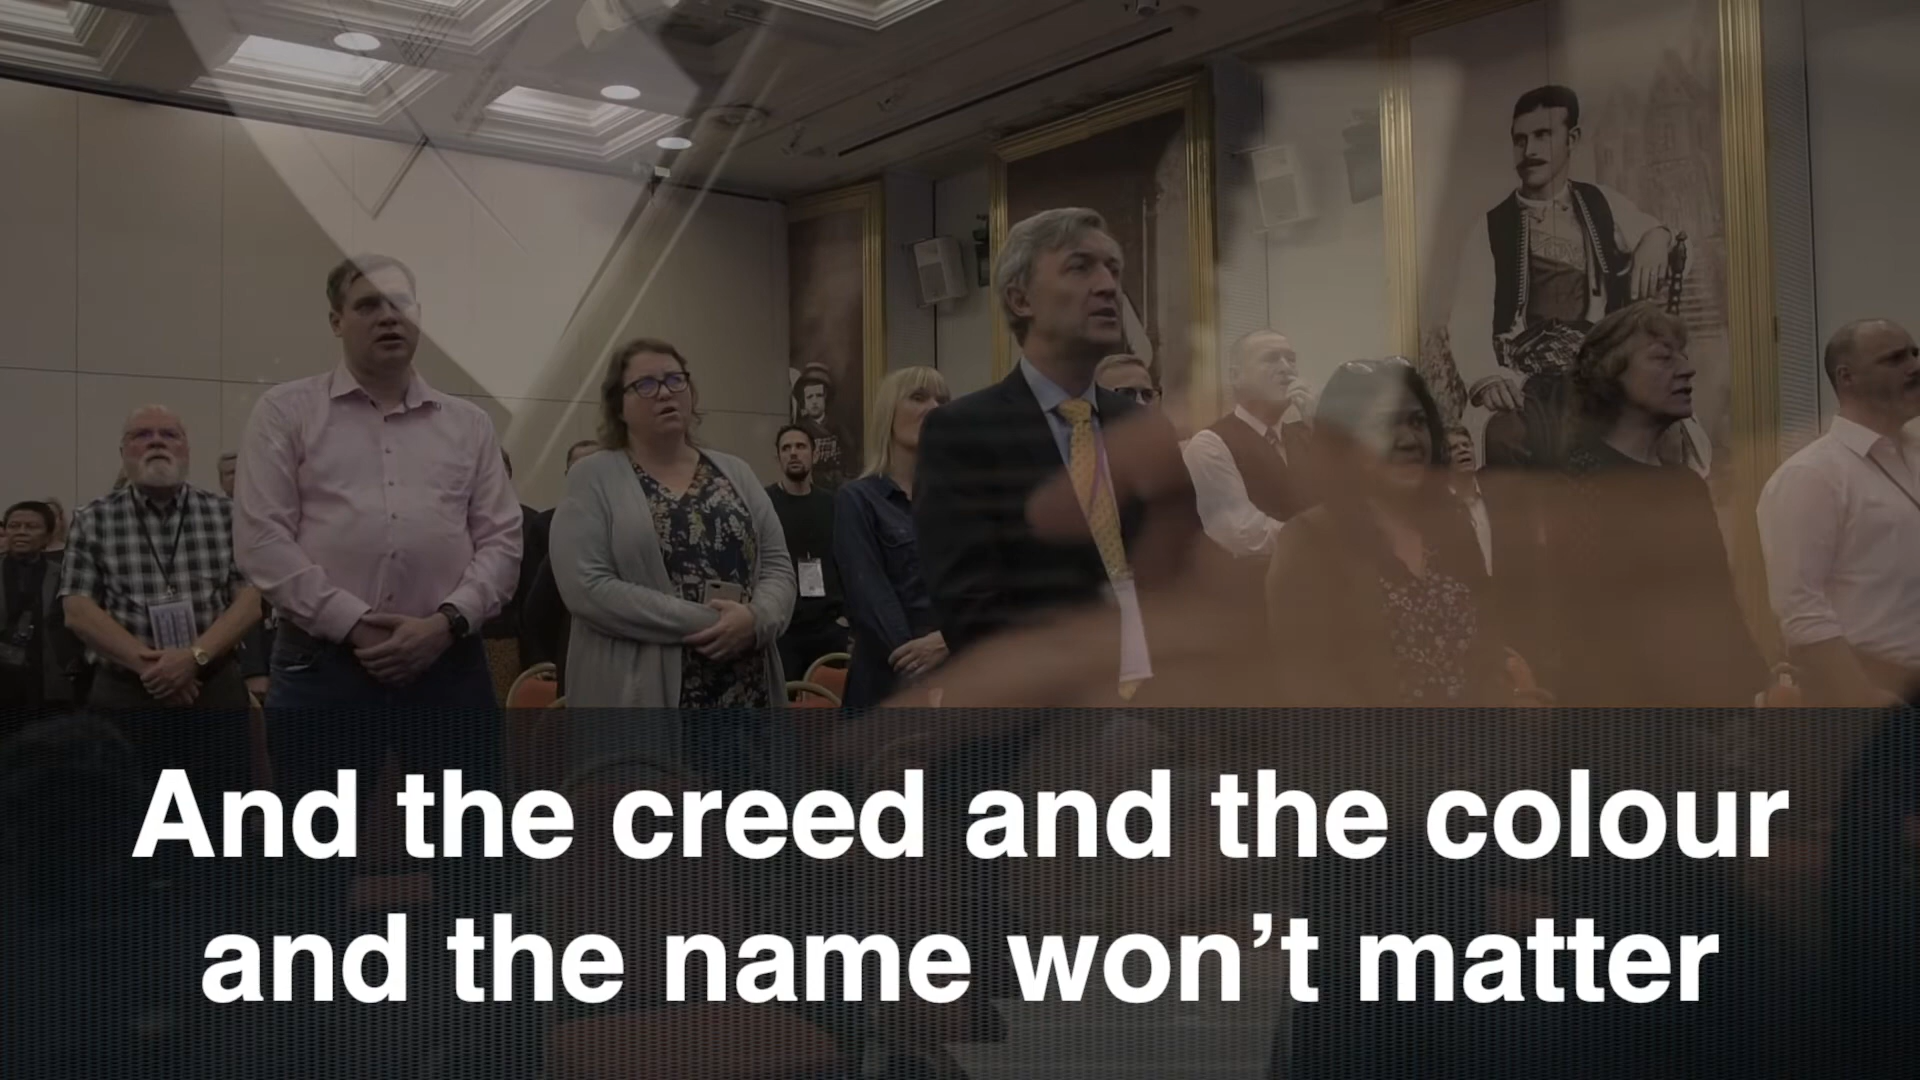 And the creed and the colour
and the name won’t matter